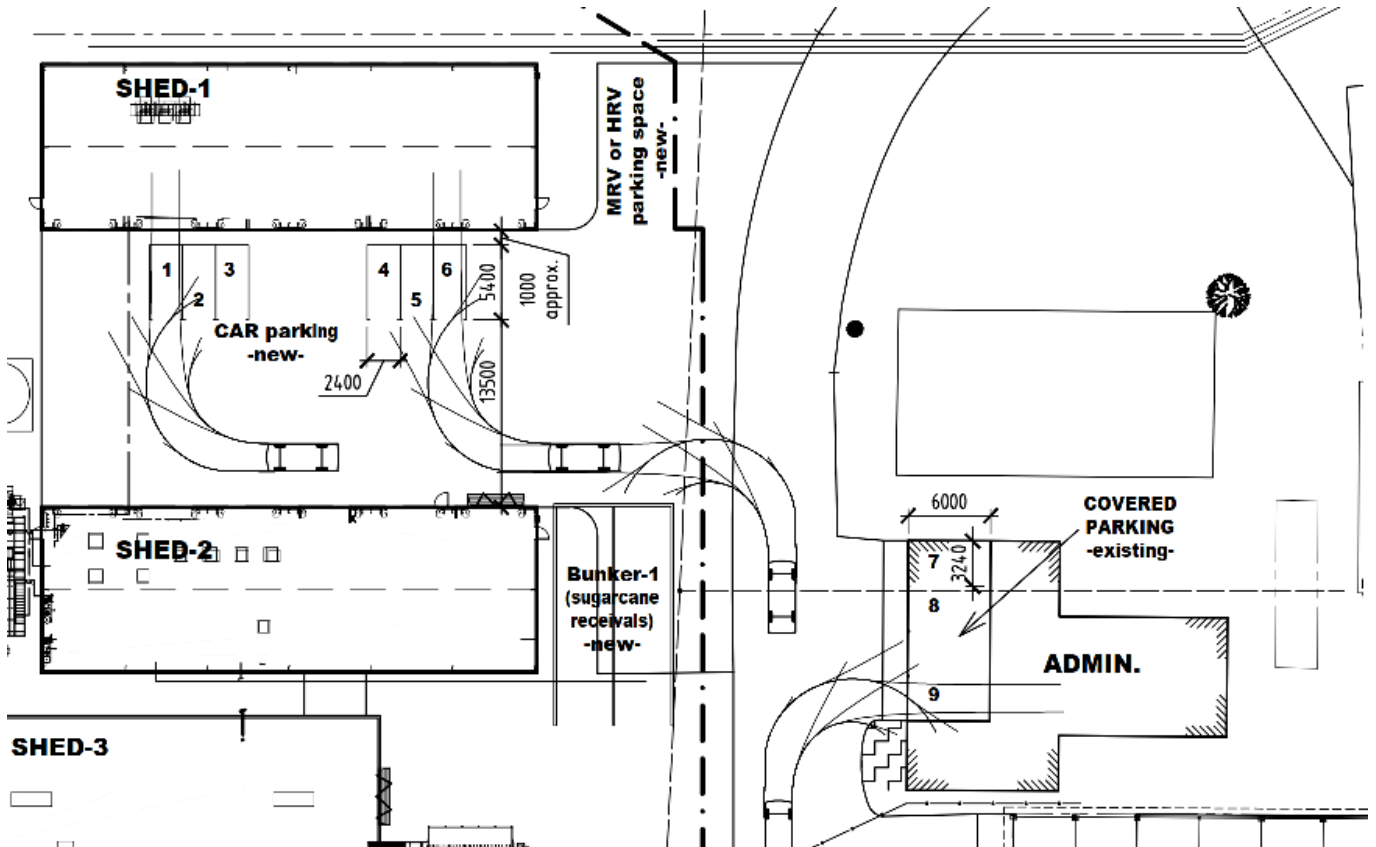 SHED-1
MRV or HRV
parking space
-new-
1
2
3
4
5
6
5400
1000
approx.
CAR parking
-new-
2400
13500
SHED-2
Bunker-1
(sugarcane
receivals)
-new-
6000
3240
COVERED
PARKING
-existing-
7
8
9
ADMIN.
SHED-3